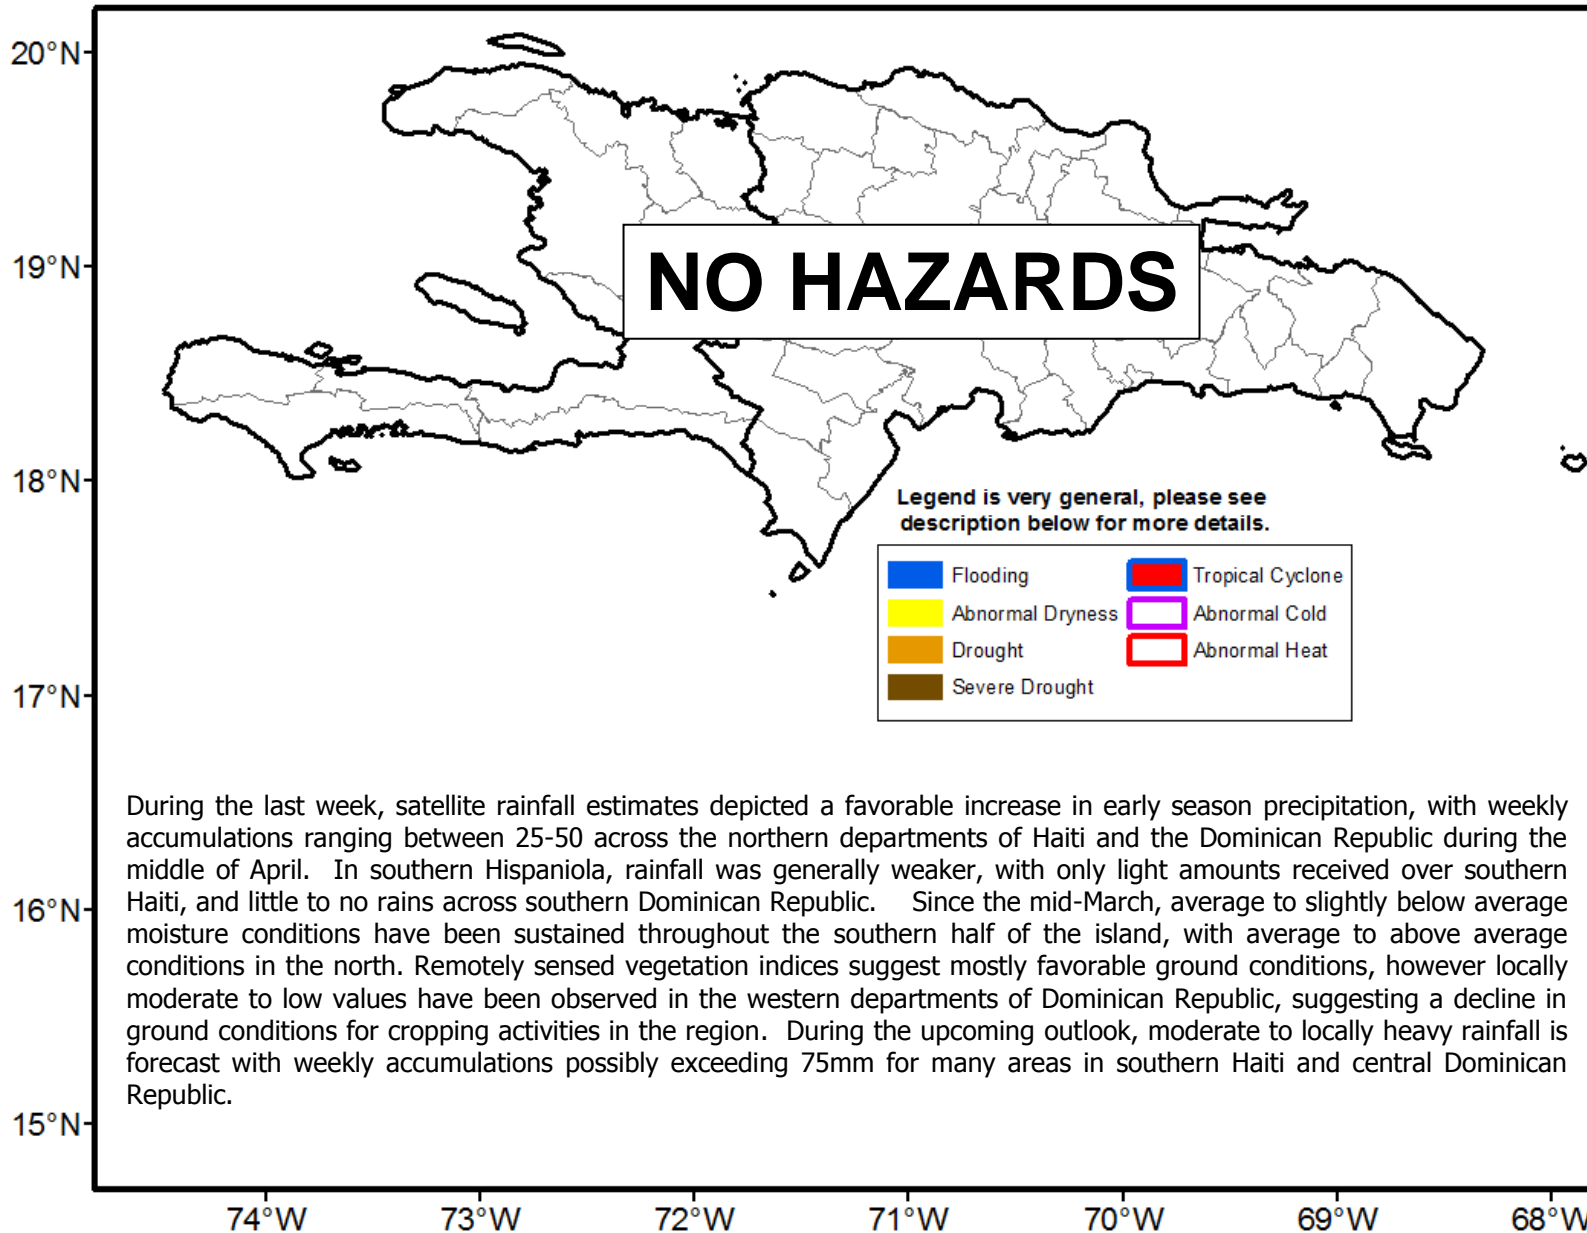 20°N
19°N
18°N
17°N
16°N
15°N
NO HAZARDS
Legend is very general, please see
description below for more details.
Flooding
Tropical Cyclone
Abnormal Dryness
Abnormal Cold
Drought
Abnormal Heat
Severe Drought
During the last week, satellite rainfall estimates depicted a favorable increase in early season precipitation, with weekly
accumulations ranging between 25-50 across the northern departments of Haiti and the Dominican Republic during the
middle of April.  In southern Hispaniola, rainfall was generally weaker, with only light amounts received over southern
Haiti, and little to no rains across southern Dominican Republic.   Since the mid-March, average to slightly below average
moisture conditions have been sustained throughout the southern half of the island, with average to above average
conditions in the north. Remotely sensed vegetation indices suggest mostly favorable ground conditions, however locally
moderate to low values have been observed in the western departments of Dominican Republic, suggesting a decline in
ground conditions for cropping activities in the region.  During the upcoming outlook, moderate to locally heavy rainfall is
forecast with weekly accumulations possibly exceeding 75mm for many areas in southern Haiti and central Dominican
Republic.
74°W
73°W
72°W
71°W
70°W
69°W
68°W